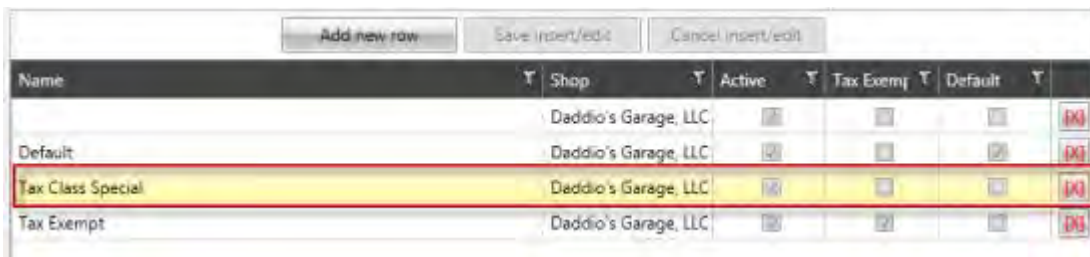 Add new row Save insert/edit Cancel insert/edit
Name Shop Active Tax Exemp Default
Daddio's Garage, LLC [X]
Default Daddio's Garage, LLC [X]
Tax Class Special Daddio's Garage, LLC [X]
Tax Exempt Daddio's Garage, LLC [X]